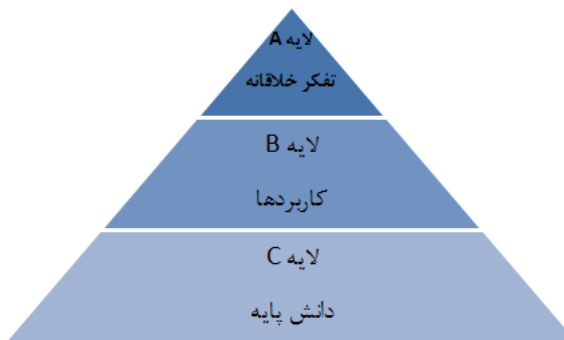 لایه A
تفکر خلاقانه
لایه B
کاربردها
لایه C
دانش پایه